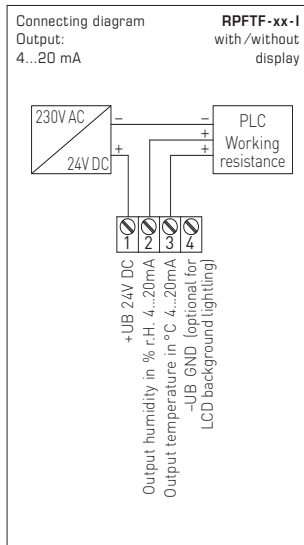 Connecting diagram
Output:
4...20 mA
RPFTF-xx-I
with/without
display
230V AC
24V DC
–
+
–
+
+
PLC
Working
resistance
1 2 3 4
+UB 24V DC
Output humidity in % r.H. 4...20mA
Output temperature in °C 4...20mA
–UB GND (optional for
LCD background lightling)